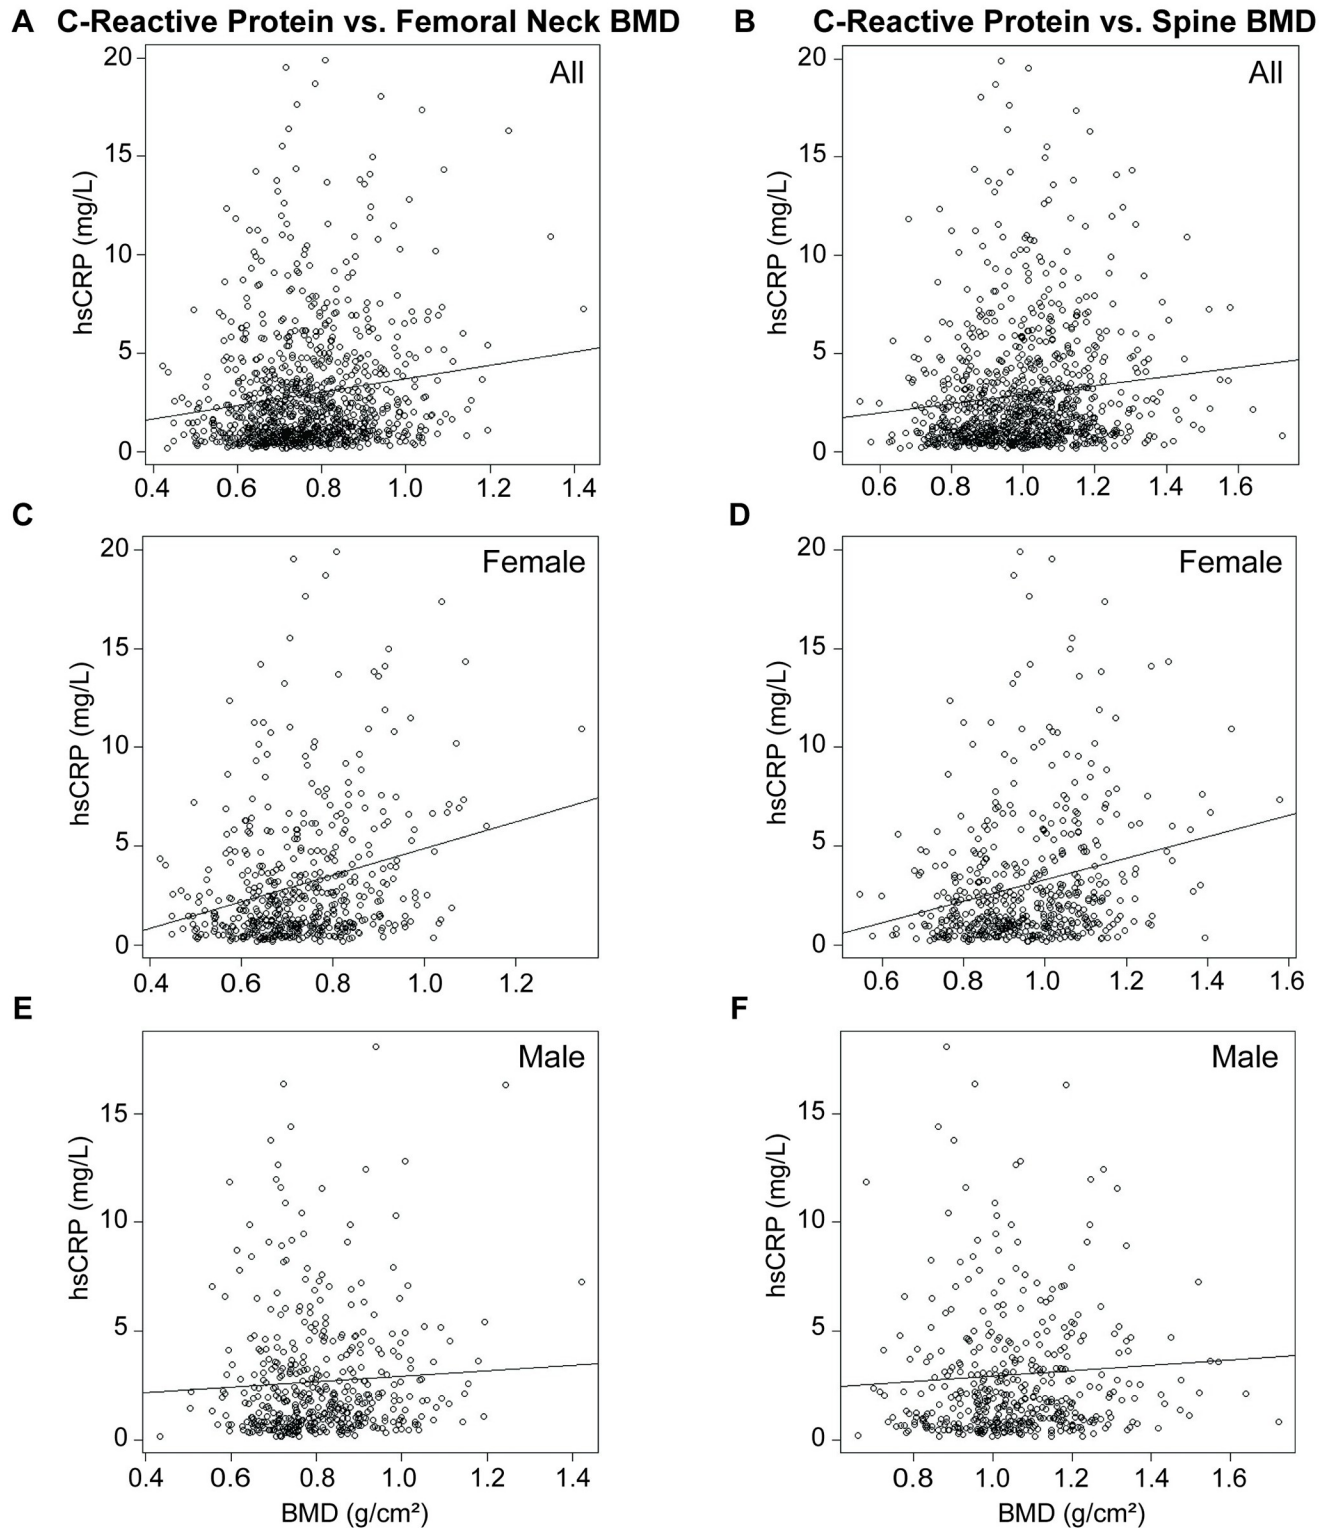 A C-Reactive Protein vs. Femoral Neck BMD
All
hsCRP (mg/L)
20
15
10
5
0
0.4 0.6 0.8 1.0 1.2 1.4
B C-Reactive Protein vs. Spine BMD
All
hsCRP (mg/L)
20
15
10
5
0
0.6 0.8 1.0 1.2 1.4 1.6
C
Female
hsCRP (mg/L)
20
15
10
5
0
0.4 0.6 0.8 1.0 1.2
D
Female
hsCRP (mg/L)
20
15
10
5
0
0.6 0.8 1.0 1.2 1.4 1.6
E
Male
hsCRP (mg/L)
15
10
5
0
0.4 0.6 0.8 1.0 1.2 1.4
BMD (g/cm²)
F
Male
hsCRP (mg/L)
15
10
5
0
0.8 1.0 1.2 1.4 1.6
BMD (g/cm²)